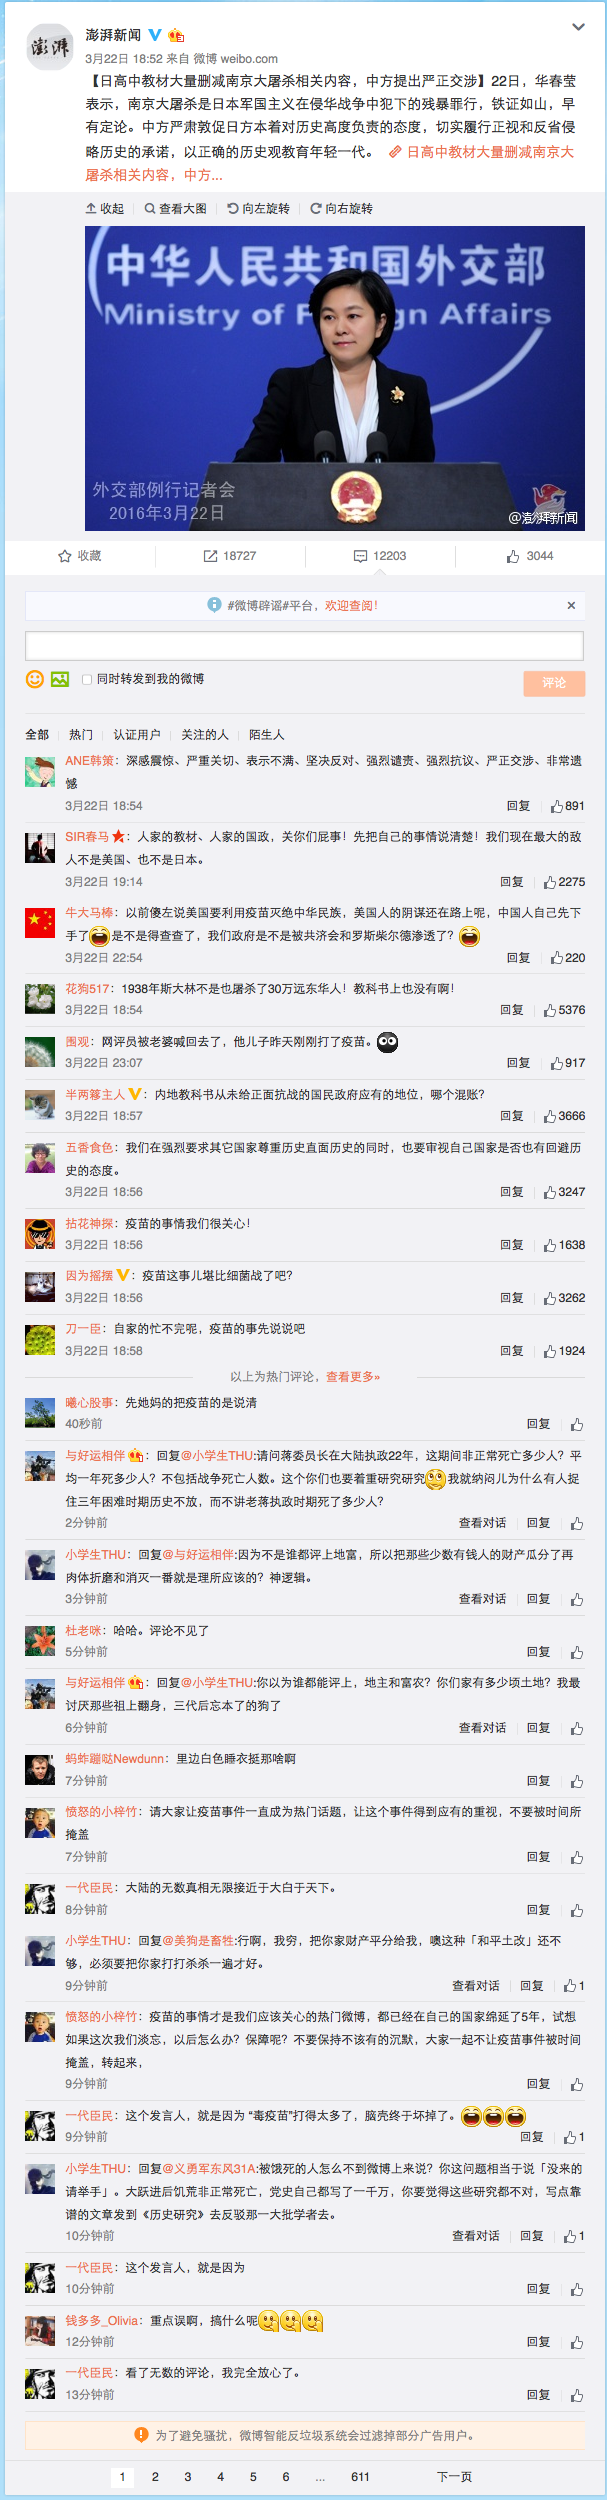 澎湃
澎湃新闻
3月22日 18:52 来自 微博 weibo.com
【日高中教材大量删减南京大屠杀相关内容，中方提出严正交涉】22日，华春莹
表示，南京大屠杀是日本军国主义在侵华战争中犯下的残暴罪行，铁证如山，早
有定论。中方严肃敦促日方本着对历史高度负责的态度，切实履行正视和反省侵
略历史的承诺，以正确的历史观教育年轻一代。 日高中教材大量删减南京大
屠杀相关内容，中方...
收起 查看大图 向左旋转 向右旋转
中华人民共和国外交部
Ministry of F gn Affairs
外交部例行记者会
2016年3月22日
@澎湃新闻
收藏 18727 12203 3044
#微博辟谣#平台，欢迎查阅！ ×
同时转发到我的微博 评论
全部 热门 认证用户 关注的人 陌生人
ANE韩策：深感震惊、严重关切、表示不满、坚决反对、强烈谴责、强烈抗议、严正交涉、非常遗
憾
3月22日 18:54 回复 891
SIR春马：人家的教材、人家的国政，关你们屁事！先把自己的事情说清楚！我们现在最大的敌
人不是美国、也不是日本。
3月22日 19:14 回复 2275
牛大马棒：以前傻左说美国要利用疫苗灭绝中华民族，美国人的阴谋还在路上呢，中国人自己先下
手了是不是得查查了，我们政府是不是被共济会和罗斯柴尔德渗透了？
3月22日 22:54 回复 220
花狗517：1938年斯大林不是也屠杀了30万远东华人！教科书上也没有啊！
3月22日 18:54 回复 5376
围观：网评员被老婆喊回去了，他儿子昨天刚刚打了疫苗。
3月22日 23:07 回复 917
半两簪主人：内地教科书从未给正面抗战的国民政府应有的地位，哪个混账？
3月22日 18:57 回复 3666
五香食色：我们在强烈要求其它国家尊重历史直面历史的同时，也要审视自己国家是否也有回避历
史的态度。
3月22日 18:56 回复 3247
拈花神探：疫苗的事情我们很关心！
3月22日 18:56 回复 1638
因为摇摆：疫苗这事儿堪比细菌战了吧？
3月22日 18:56 回复 3262
刀一臣：自家的忙不完呢，疫苗的事先说说吧
3月22日 18:58 回复 1924
以上为热门评论，查看更多»
曦心股事：先她妈的把疫苗的是说清
40秒前 回复
与好运相伴：回复@小学生THU:请问蒋委员长在大陆执政22年，这期间非正常死亡多少人？平
均一年死多少人？不包括战争死亡人数。这个你们也要着重研究研究我就纳闷儿为什么有人捉
住三年困难时期历史不放，而不讲老蒋执政时期死了多少人？
2分钟前 查看对话 回复
小学生THU：回复@与好运相伴:因为不是谁都评上地富，所以把那些少数有钱人的财产瓜分了再
肉体折磨和消灭一番就是理所应该的？神逻辑。
3分钟前 查看对话 回复
杜老咪：哈哈。评论不见了
5分钟前 回复
与好运相伴：回复@小学生THU:你以为谁都能评上，地主和富农？你们家有多少顷土地？我最
讨厌那些祖上翻身，三代后忘本了的狗了
6分钟前 查看对话 回复
蚂蚱蹦哒Newdunn：里边白色睡衣挺那啥啊
7分钟前 回复
愤怒的小梓竹：请大家让疫苗事件一直成为热门话题，让这个事件得到应有的重视，不要被时间所
掩盖
7分钟前 回复
一代臣民：大陆的无数真相无限接近于大白于天下。
8分钟前 回复
小学生THU：回复@美狗是畜牲:行啊，我穷，把你家财产平分给我，噢这种「和平土改」还不
够，必须要把你家打打杀杀一遍才好。
9分钟前 查看对话 回复 1
愤怒的小梓竹：疫苗的事情才是我们应该关心的热门微博，都已经在自己的国家绵延了5年，试想
如果这次我们淡忘，以后怎么办？保障呢？不要保持不该有的沉默，大家一起不让疫苗事件被时间
掩盖，转起来，
9分钟前 回复
一代臣民：这个发言人，就是因为 “毒疫苗”打得太多了，脑壳终于坏掉了。
9分钟前 回复 1
小学生THU：回复@义勇军东风31A:被饿死的人怎么不到微博上来说？你这问题相当于说「没来的
请举手」。大跃进后饥荒非正常死亡，党史自己都写了一千万，你要觉得这些研究都不对，写点靠
谱的文章发到《历史研究》去反驳那一大批学者去。
10分钟前 查看对话 回复 1
一代臣民：这个发言人，就是因为
10分钟前 回复
钱多多_Olivia：重点误啊，搞什么呢
12分钟前 回复
一代臣民：看了无数的评论，我完全放心了。
13分钟前 回复
为了避免骚扰，微博智能反垃圾系统会过滤掉部分广告用户。
1 2 3 4 5 6 ... 611 下一页